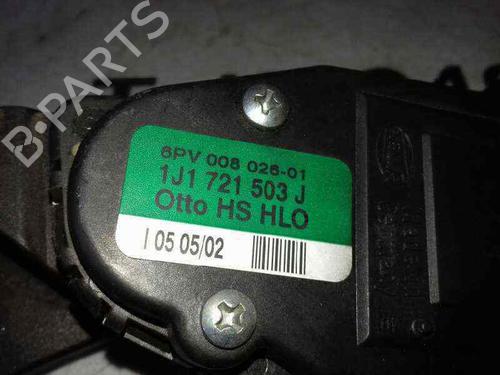 B-PARTS
6PV 008 026-01
1J1 721 503 J
Otto HS HLO
I 05 05/02